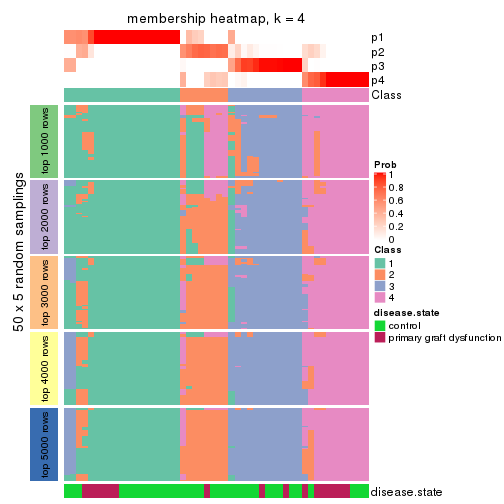 membership heatmap, k = 4
p1
p2
p3
p4
Class
50 x 5 random samplings
top 1000 rows
top 2000 rows
top 3000 rows
top 4000 rows
top 5000 rows
disease.state
Prob
1
0.8
0.6
0.4
0.2
0
Class
1
2
3
4
disease.state
control
primary graft dysfunction